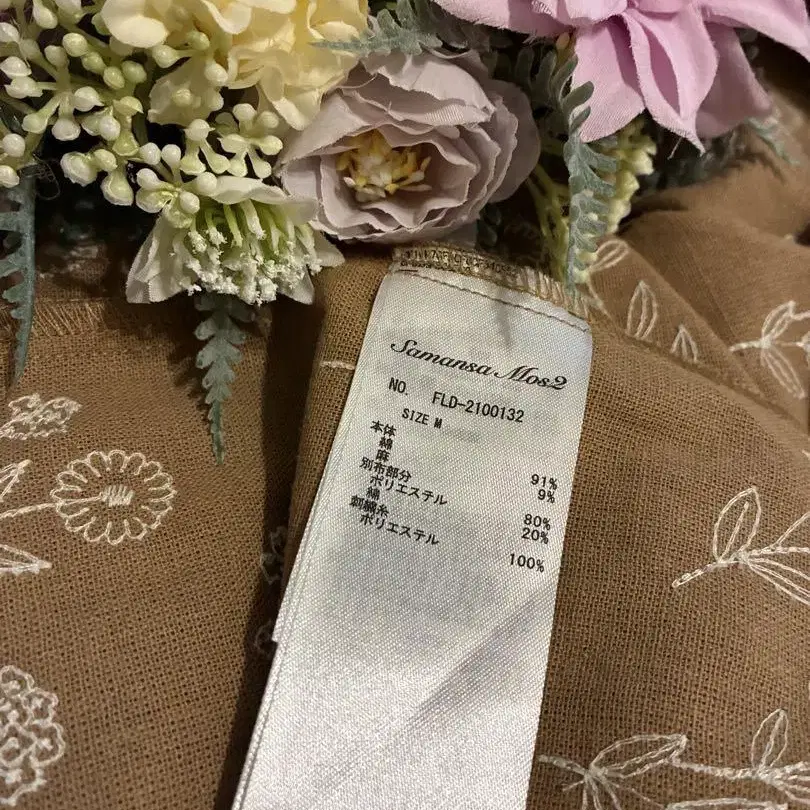 Samansa Mos2
NO. FLD-2100132
SIZE M
本体
綿 91%
麻 9%
別布部分
ポリエステル 80%
綿 20%
刺繍糸
ポリエステル 100%